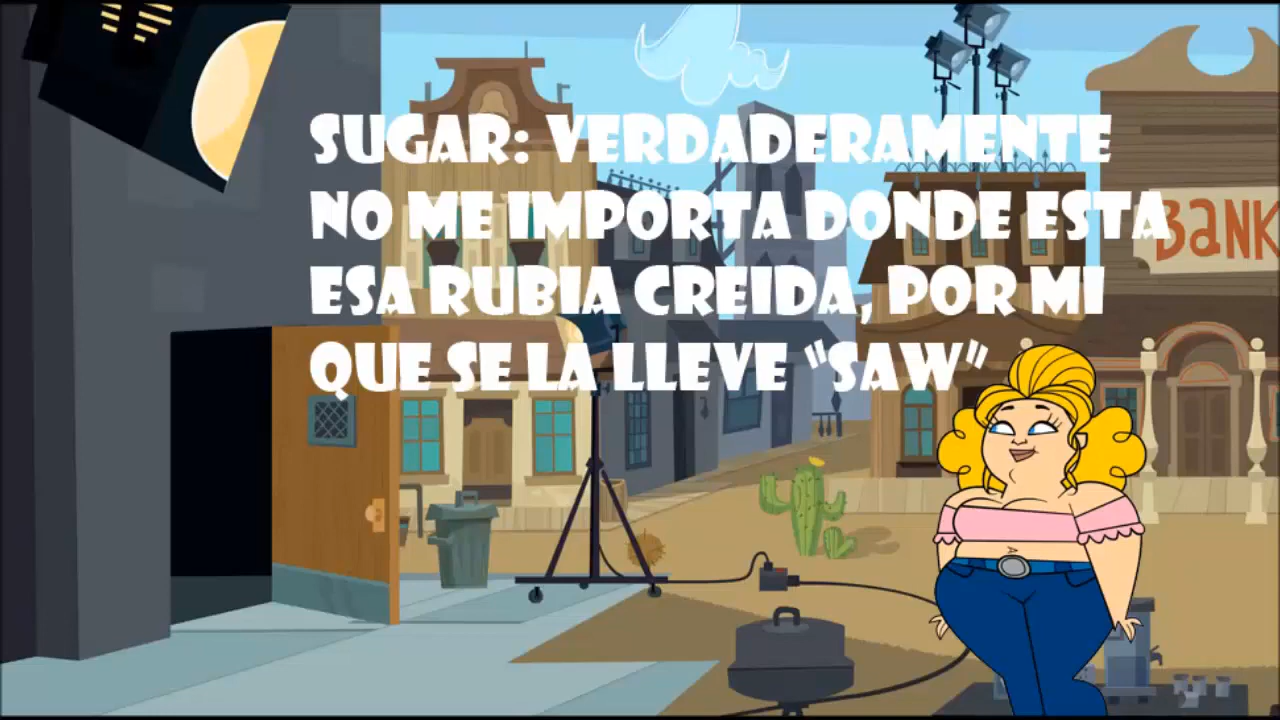 SUGAR: VERDADERAMENTE
NO ME IMPORTA DONDE ESTA
ESA RUBIA CREIDA, POR MI
QUE SE LA LLEVE "SAW"
BANK